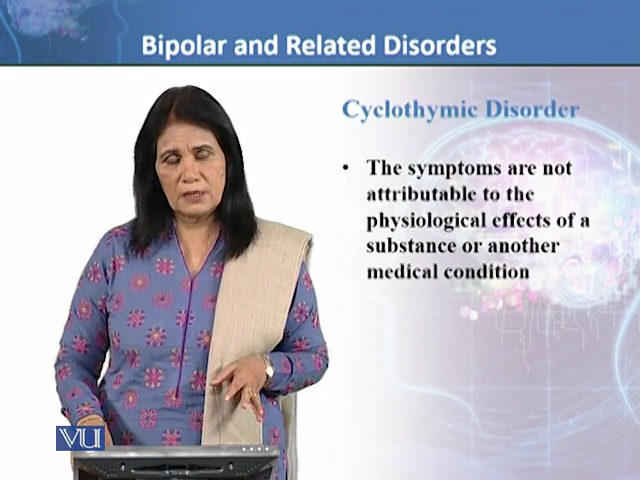 Bipolar and Related Disorders
Cyclothymic Disorder
• The symptoms are not
attributable to the
physiological effects of a
substance or another
medical condition
VU